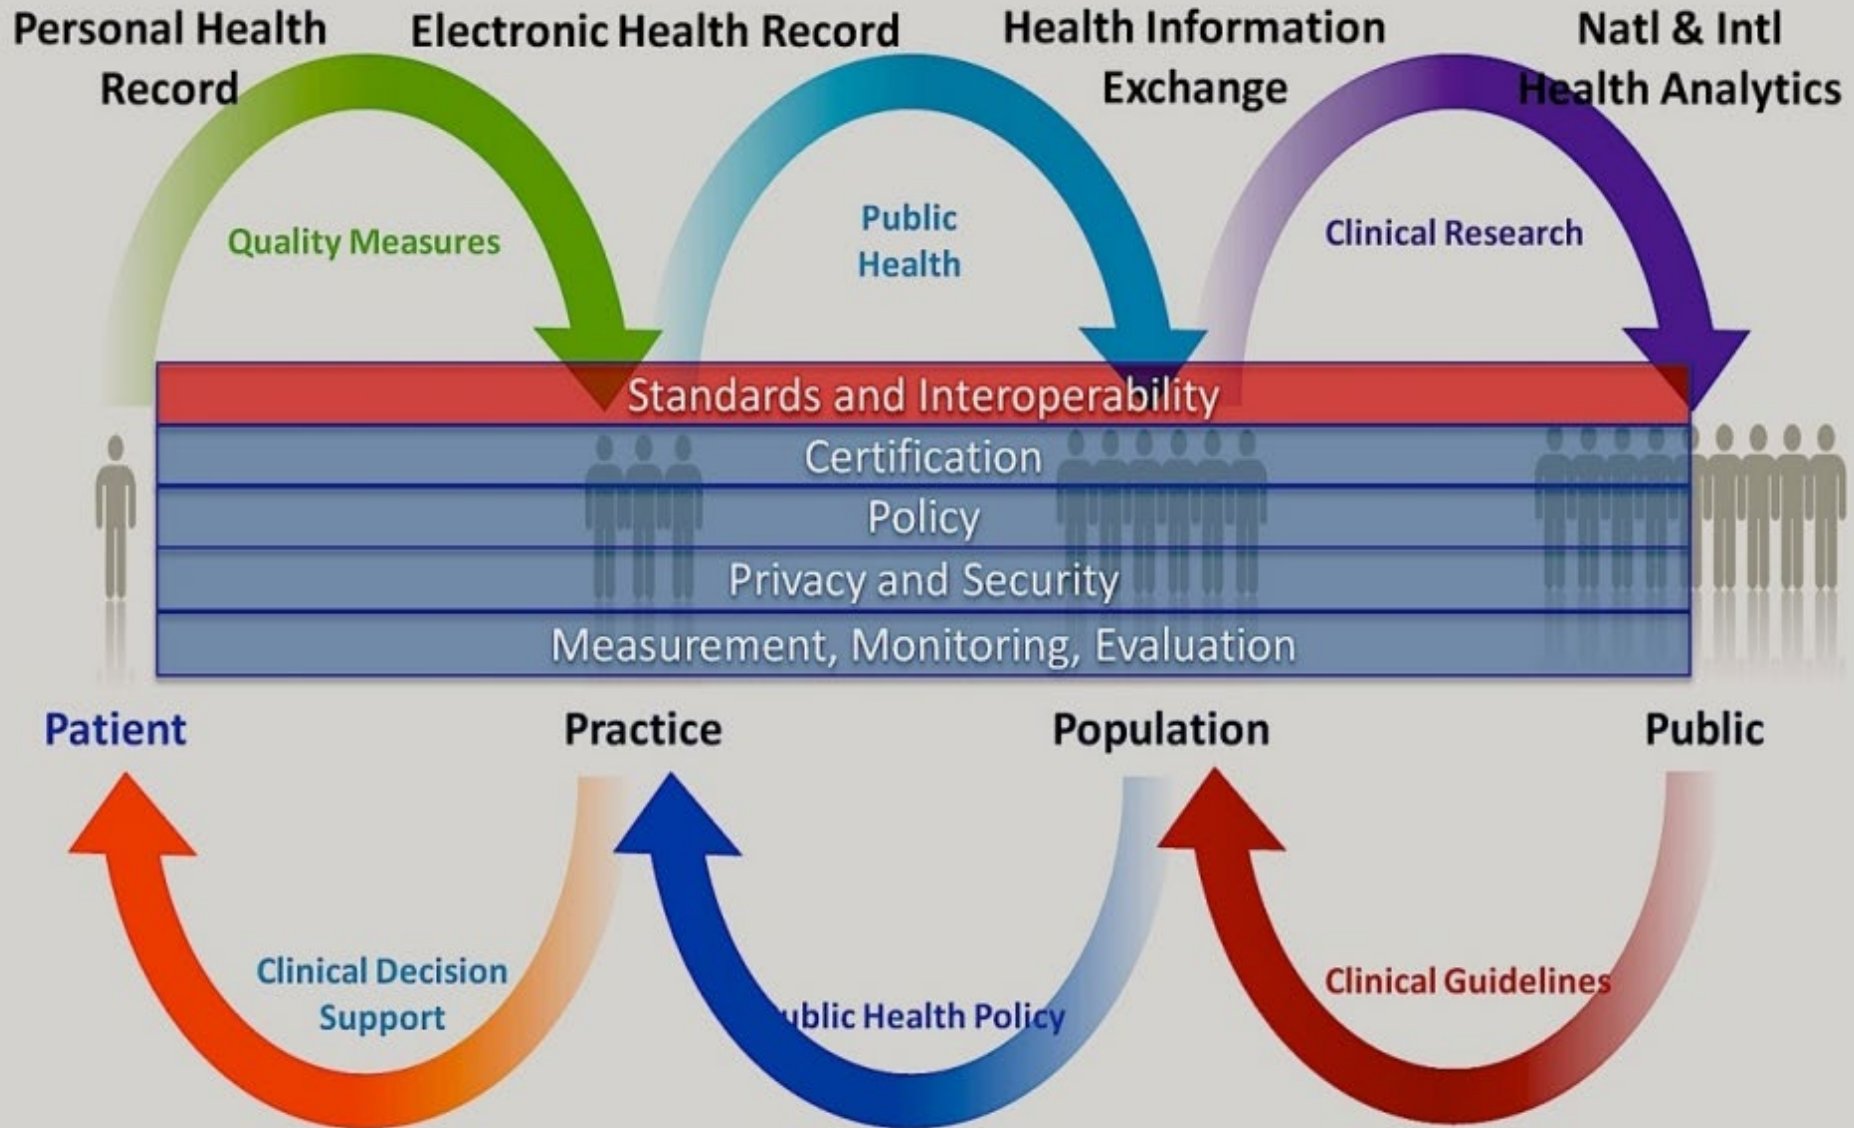 Personal Health
Record
Electronic Health Record
Health Information
Exchange
Natl & Intl
Health Analytics
Quality Measures
Public
Health
Clinical Research
Standards and Interoperability
Certification
Policy
Privacy and Security
Measurement, Monitoring, Evaluation
Patient
Practice
Population
Public
Clinical Decision
Support
ublic Health Policy
Clinical Guidelines